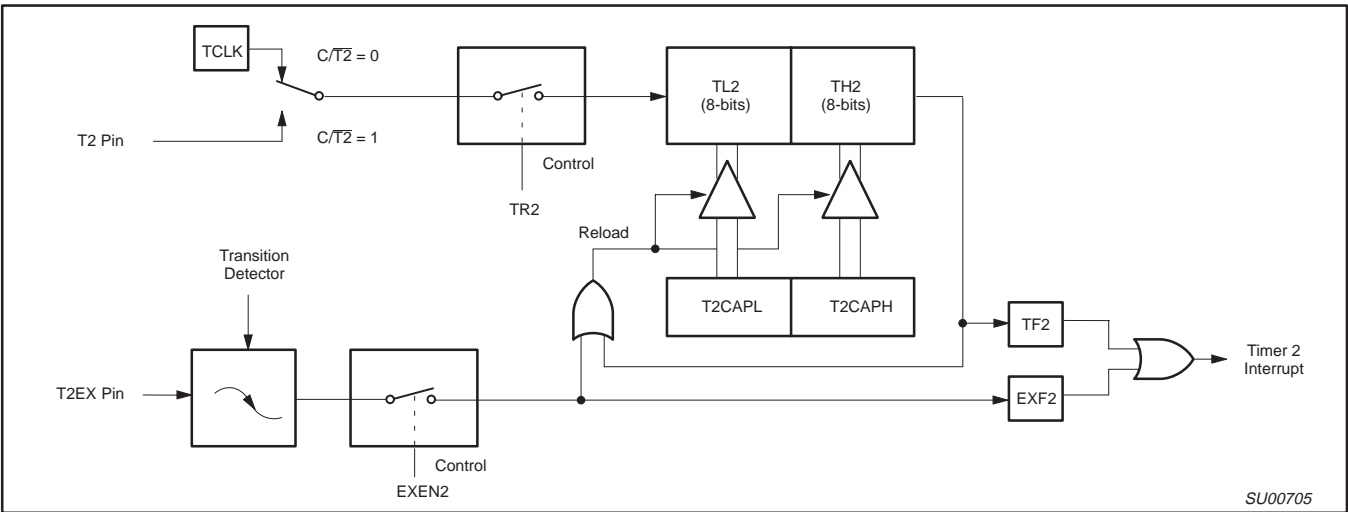 TCLK
C/T2 = 0
T2 Pin
C/T2 = 1
Control
TR2
TL2
(8-bits)
TH2
(8-bits)
Reload
T2CAPL
T2CAPH
Transition
Detector
T2EX Pin
Control
EXEN2
TF2
EXF2
Timer 2
Interrupt
SU00705